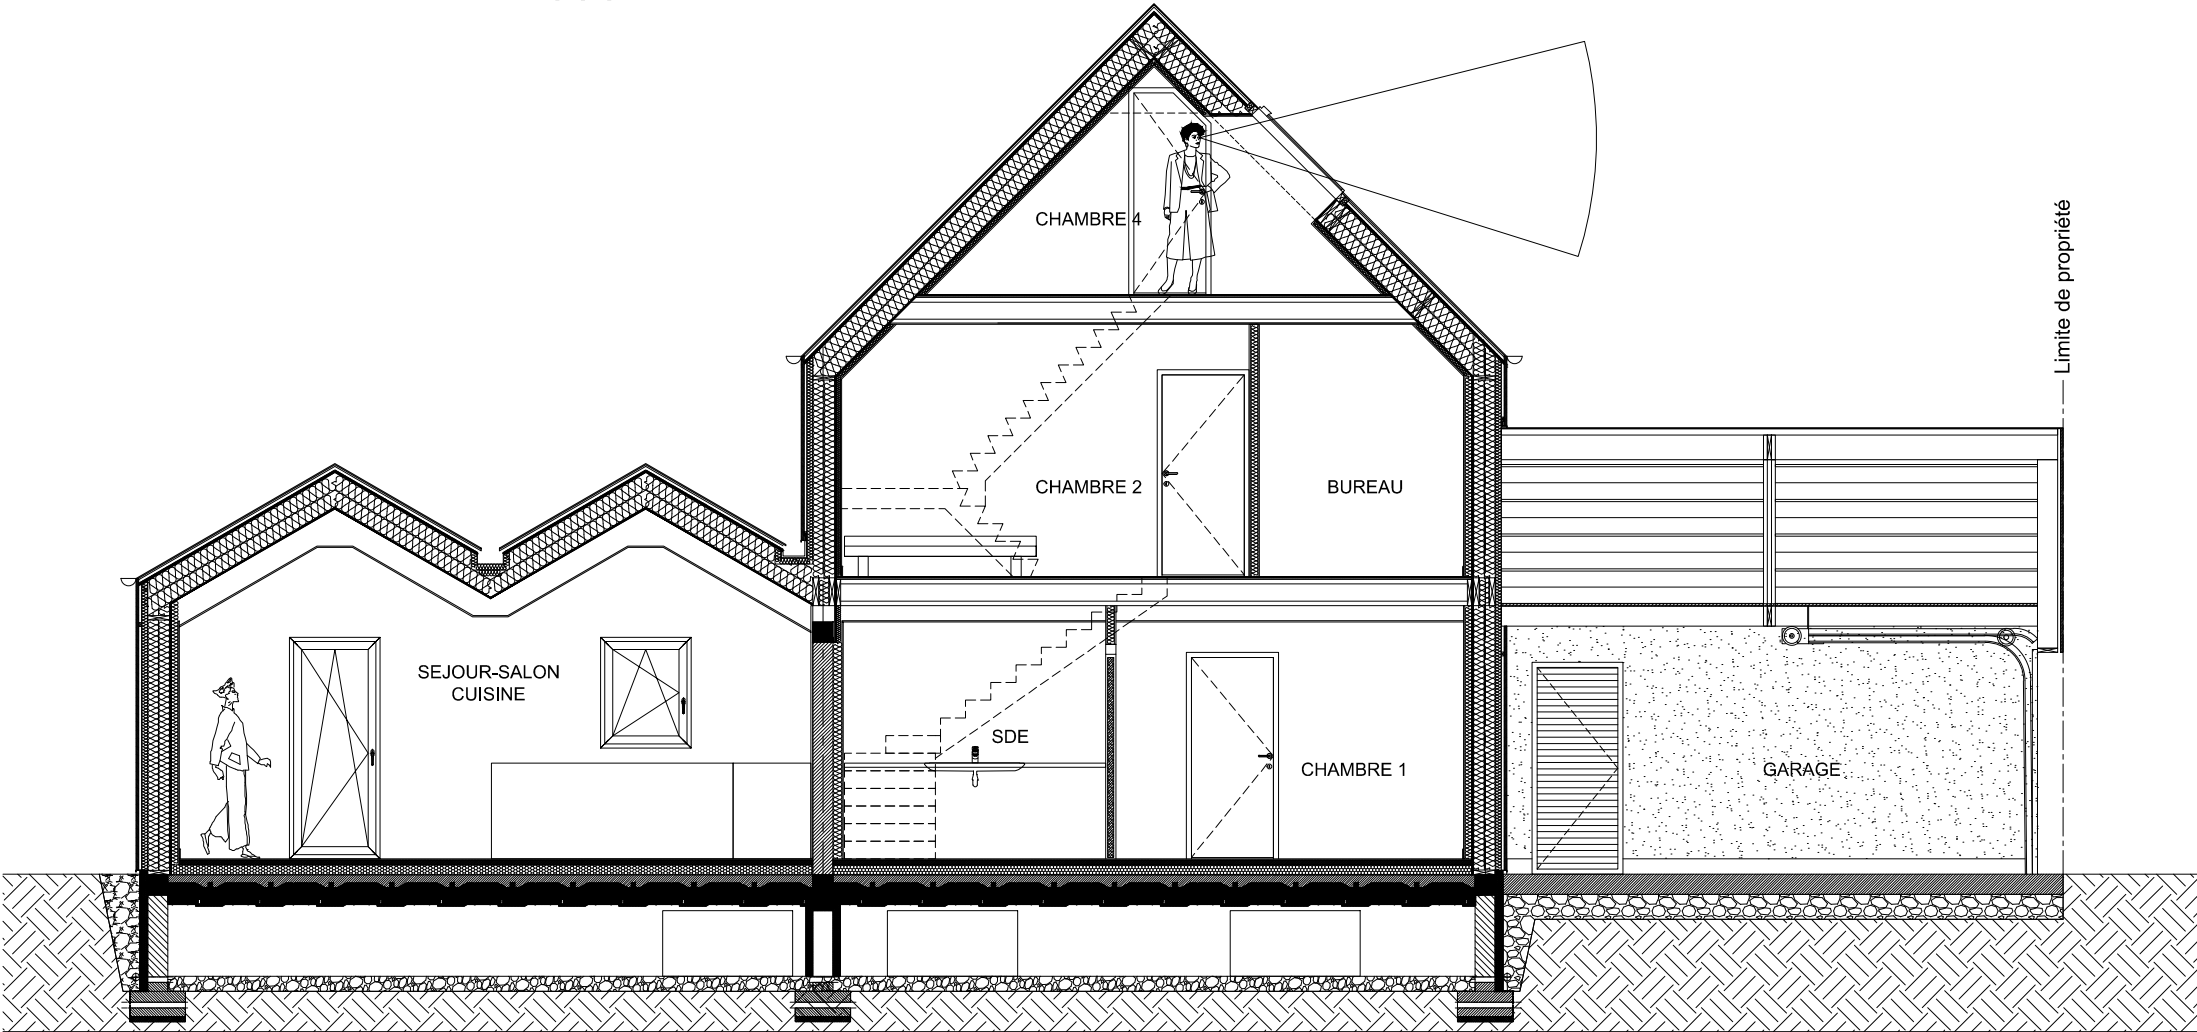 CHAMBRE 4
Limite de propriété
CHAMBRE 2
BUREAU
SEJOUR-SALON
CUISINE
SDE
CHAMBRE 1
GARAGE